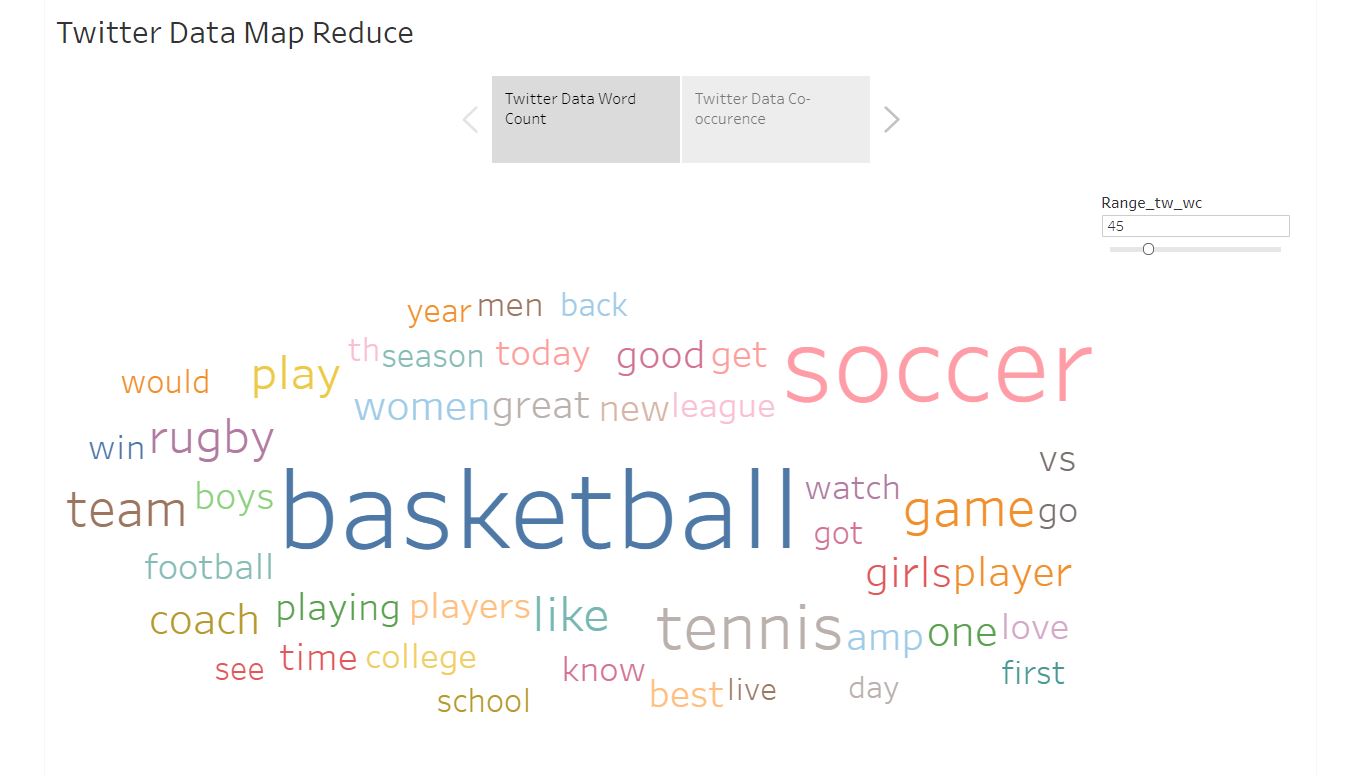 Twitter Data Map Reduce
Twitter Data Word
Count
Twitter Data Co-
occurence
Range_tw_wc
45
year men back
th season today good get soccer
would play
women great new league
win rugby
vs
team boys basketball watch game go
got
football girls player
coach playing players like tennis amp one love
see time college know first
school best live day